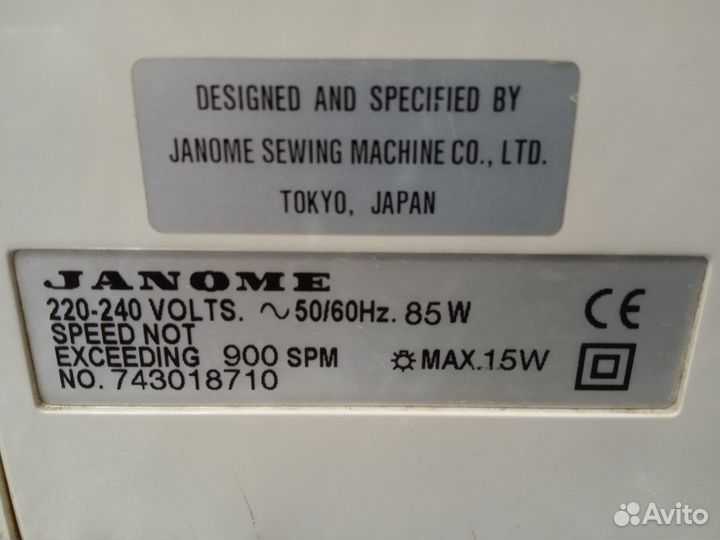 DESIGNED AND SPECIFIED BY
JANOME SEWING MACHINE CO., LTD.
TOKYO, JAPAN
JANOME
220-240 VOLTS. ~ 50/60Hz. 85W
SPEED NOT
EXCEEDING 900 SPM MAX.15W
NO. 743018710
CE
Avito